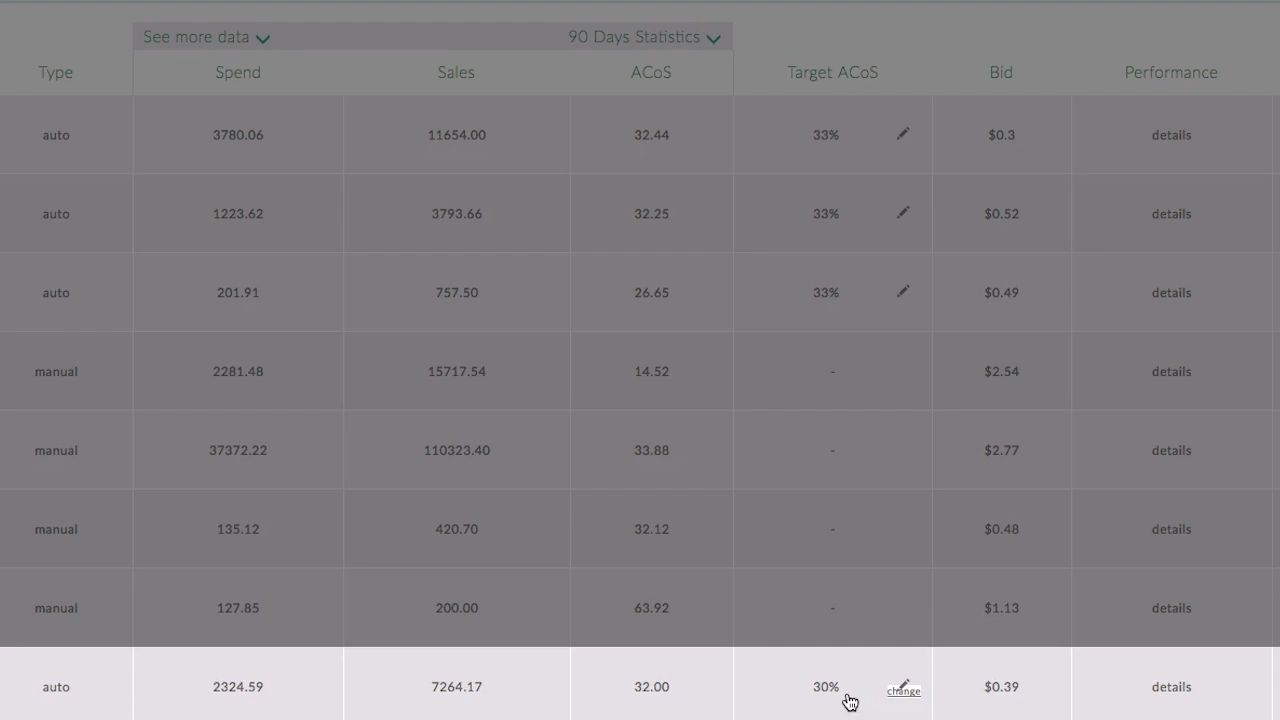 See more data 90 Days Statistics
Type Spend Sales ACoS Target ACoS Bid Performance
auto 3780.06 11654.00 32.44 33% $0.3 details
auto 1223.62 3793.66 32.25 33% $0.52 details
auto 201.91 757.50 26.65 33% $0.49 details
manual 2281.48 15717.54 14.52 - $2.54 details
manual 37372.22 110323.40 33.88 - $2.77 details
manual 135.12 420.70 32.12 - $0.48 details
manual 127.85 200.00 63.92 - $1.13 details
auto 2324.59 7264.17 32.00 30% change $0.39 details